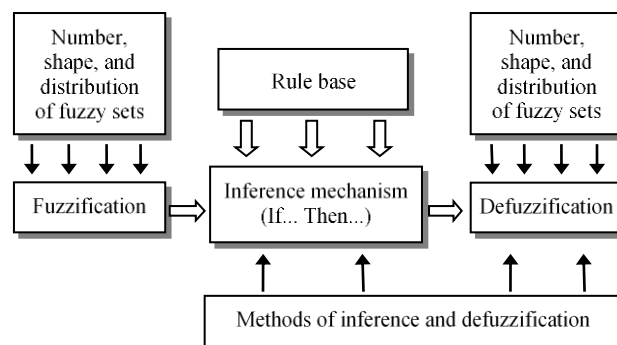 Number,
shape, and
distribution
of fuzzy sets
Rule base
Number,
shape, and
distribution
of fuzzy sets
Fuzzification
Inference mechanism
(If... Then...)
Defuzzification
Methods of inference and defuzzification